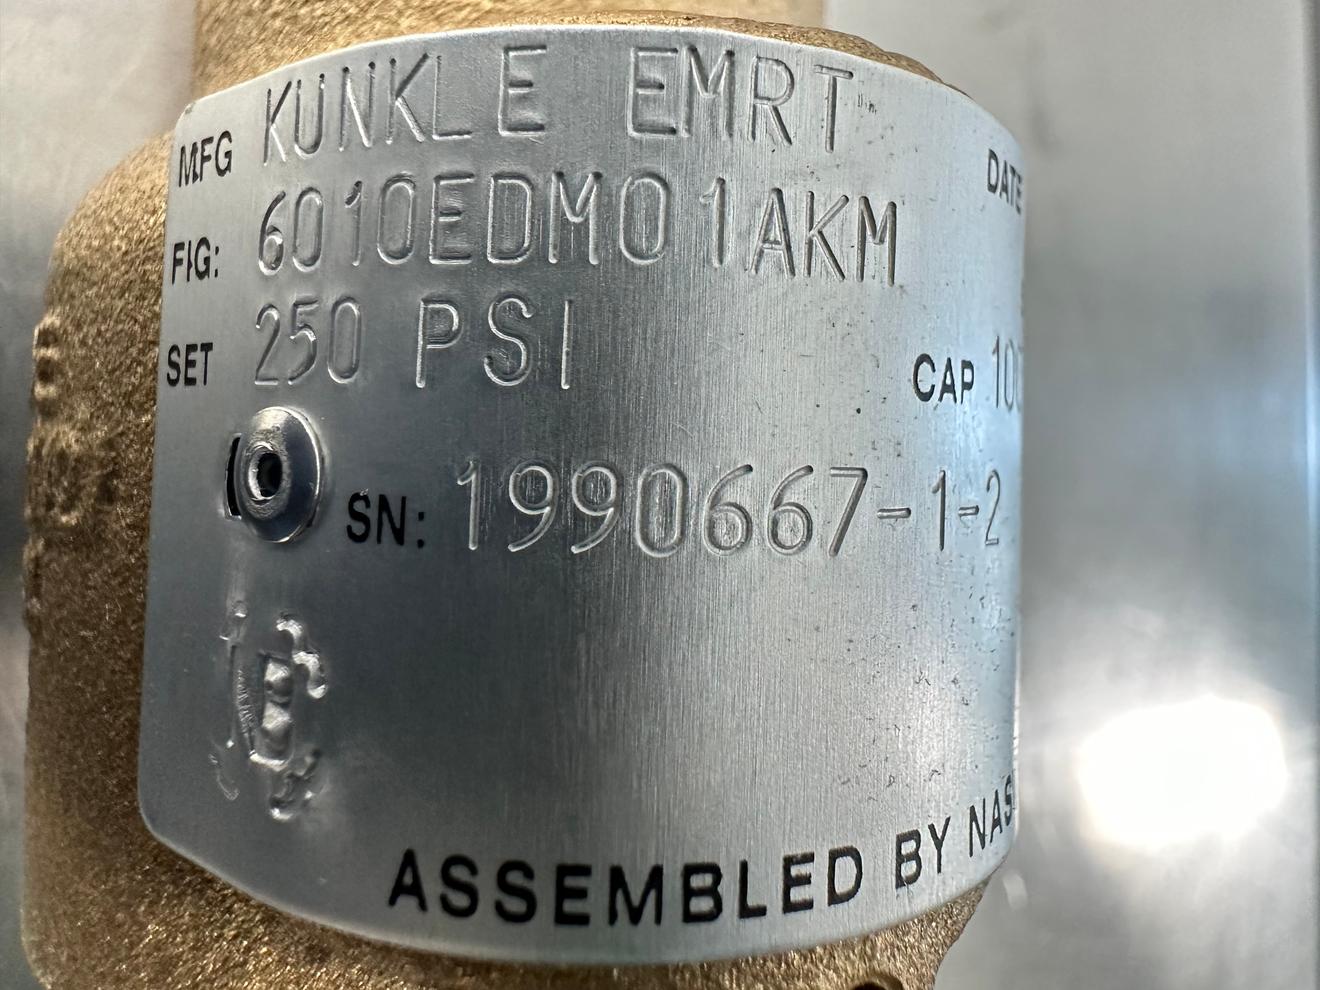 MFG KUNKLE EMRT
DATE
FIG: 6010EDM01AKM
SET 250 PSI
CAP
SN: 1990667-1-2
ASSEMBLED BY